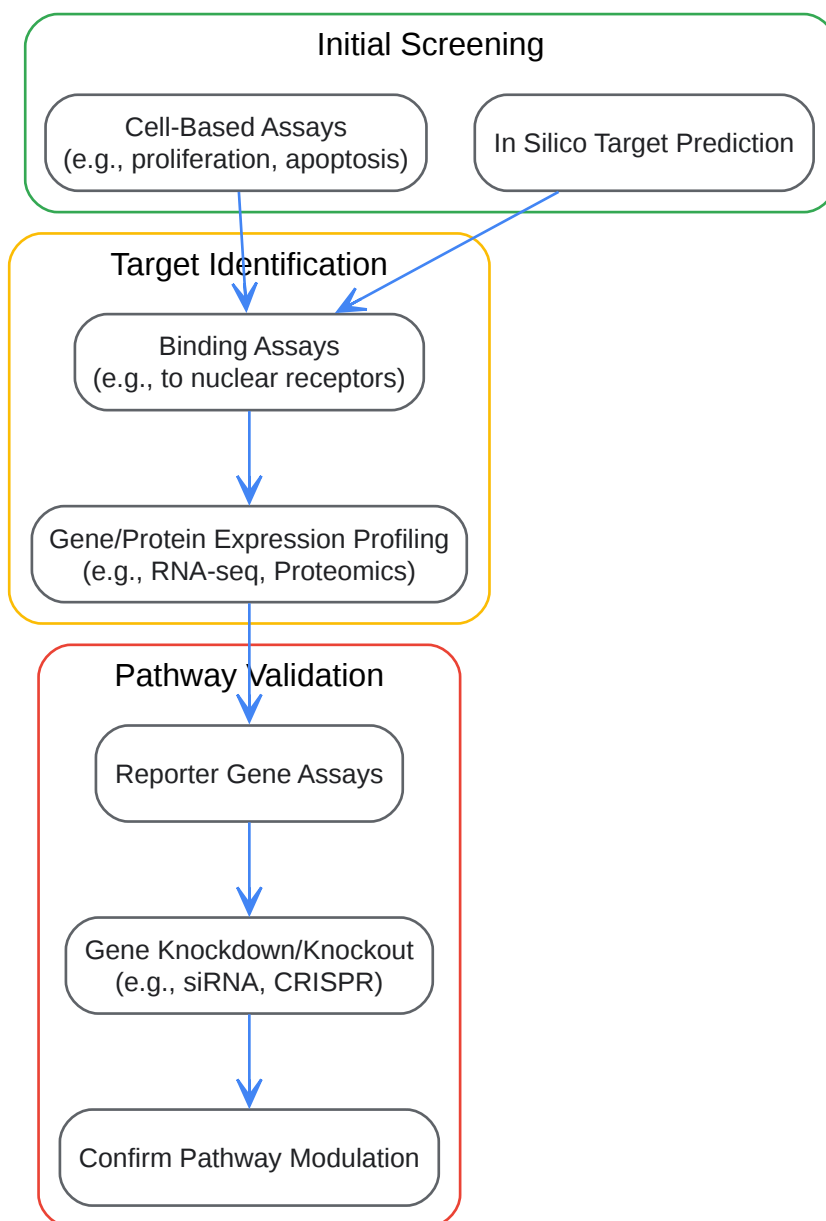 Initial Screening
Cell-Based Assays
(e.g., proliferation, apoptosis)
In Silico Target Prediction
Target Identification
Binding Assays
(e.g., to nuclear receptors)
Gene/Protein Expression Profiling
(e.g., RNA-seq, Proteomics)
Pathway Validation
Reporter Gene Assays
Gene Knockdown/Knockout
(e.g., siRNA, CRISPR)
Confirm Pathway Modulation